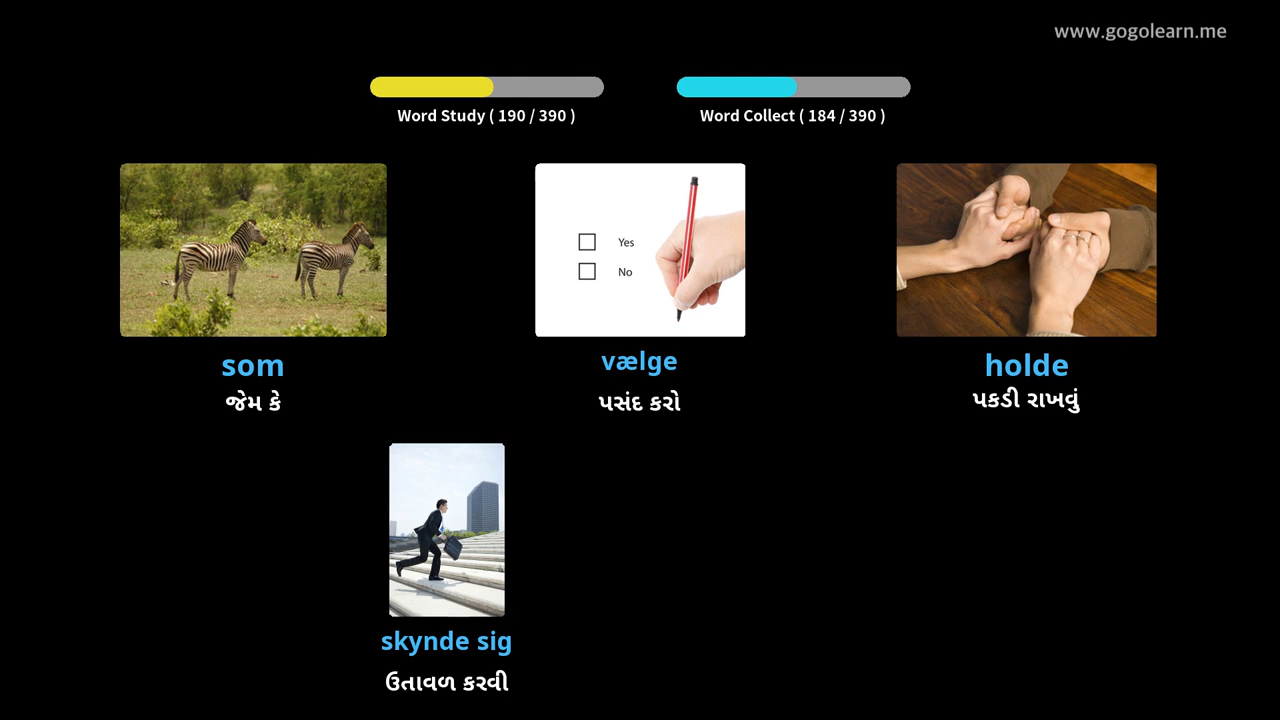 www.gogolearn.me
Word Study ( 190 / 390 )
Word Collect ( 184 / 390 )
Yes
No
som
જેમ કે
vælge
પસંદ કરો
holde
પકડી રાખવું
skynde sig
ઉતાવળ કરવી